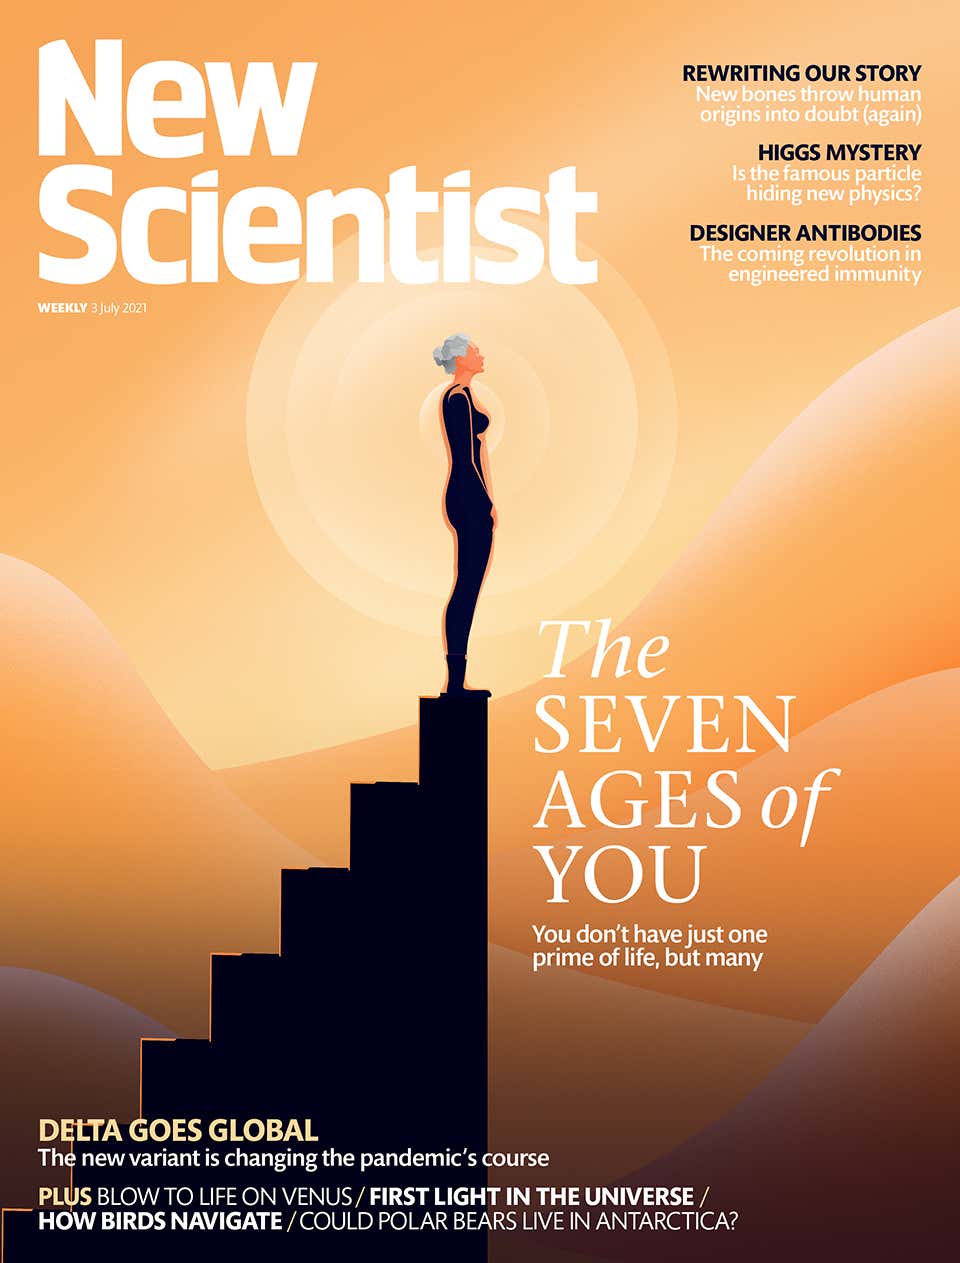 New
Scientist
WEEKLY 3 July 2021
REWRITING OUR STORY
New bones throw human
origins into doubt (again)
HIGGS MYSTERY
Is the famous particle
hiding new physics?
DESIGNER ANTIBODIES
The coming revolution in
engineered immunity
The
SEVEN
AGES of
YOU
You don't have just one
prime of life, but many
DELTA GOES GLOBAL
The new variant is changing the pandemic's course
PLUS BLOW TO LIFE ON VENUS / FIRST LIGHT IN THE UNIVERSE /
HOW BIRDS NAVIGATE / COULD POLAR BEARS LIVE IN ANTARCTICA?